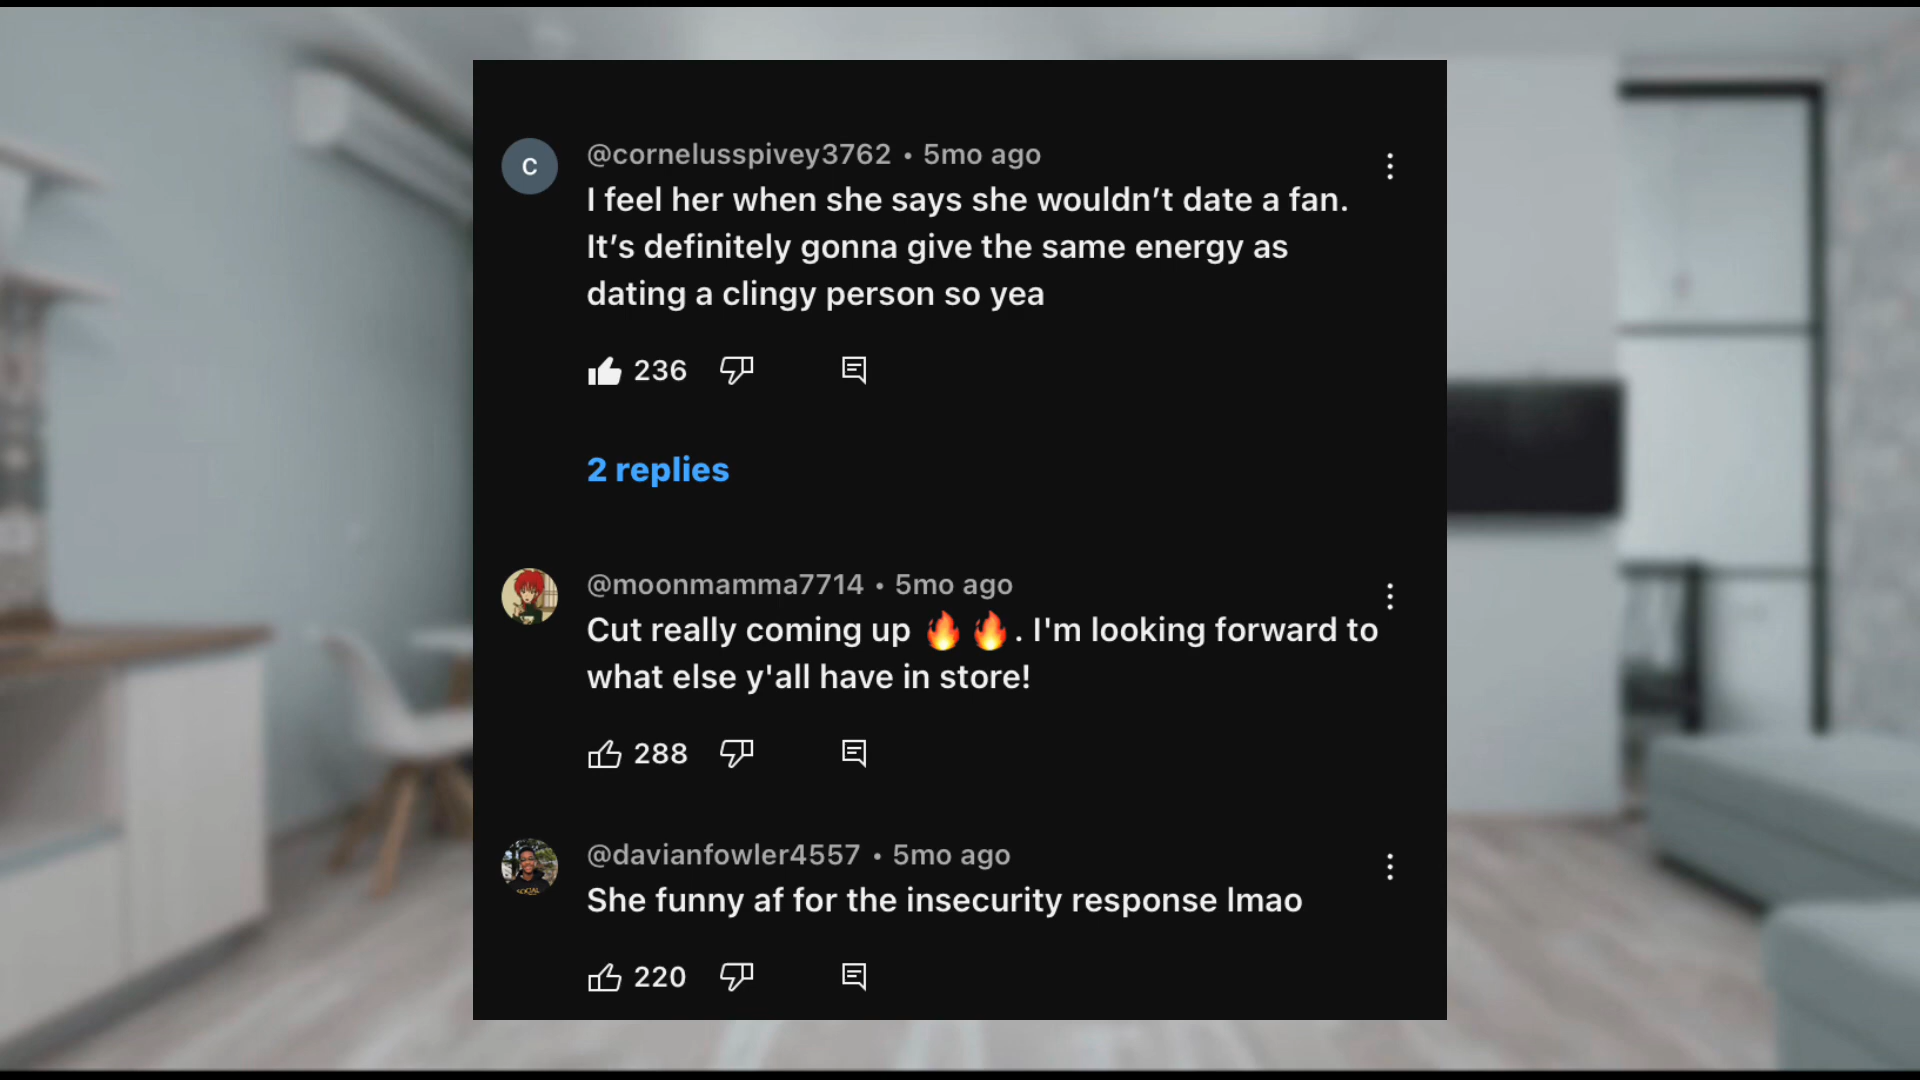 C
@cornelusspivey3762 • 5mo ago
I feel her when she says she wouldn’t date a fan.
It’s definitely gonna give the same energy as
dating a clingy person so yea
236
2 replies
@moonmamma7714 • 5mo ago
Cut really coming up 🔥🔥. I'm looking forward to
what else y'all have in store!
288
@davianfowler4557 • 5mo ago
She funny af for the insecurity response lmao
SOCIAL
220